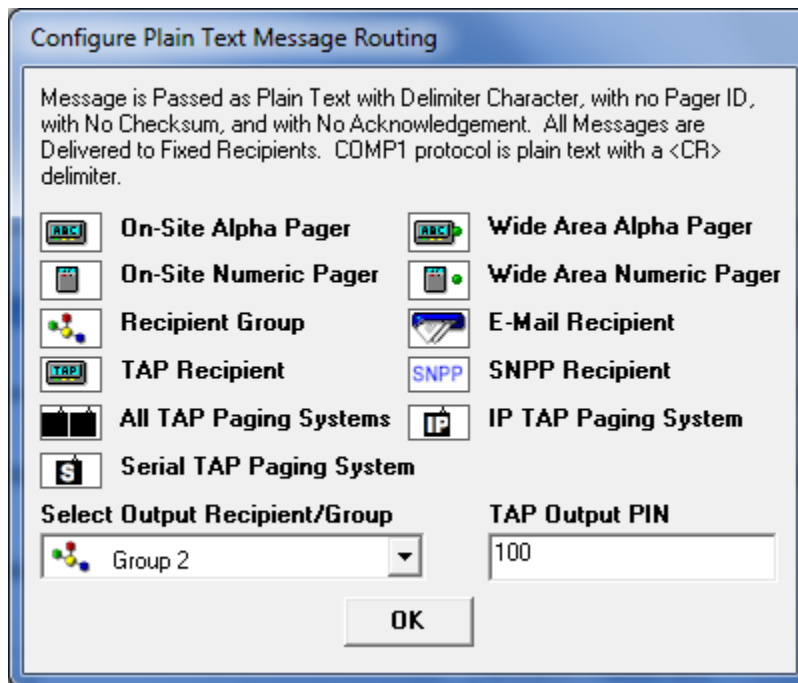 Configure Plain Text Message Routing
Message is Passed as Plain Text with Delimiter Character, with no Pager ID,
with No Checksum, and with No Acknowledgement. All Messages are
Delivered to Fixed Recipients. COMP1 protocol is plain text with a <CR>
delimiter.
ABC On-Site Alpha Pager
ABC Wide Area Alpha Pager
On-Site Numeric Pager
Wide Area Numeric Pager
Recipient Group
E-Mail Recipient
TAP TAP Recipient
SNPP SNPP Recipient
All TAP Paging Systems
IP IP TAP Paging System
S Serial TAP Paging System
Select Output Recipient/Group
TAP Output PIN
Group 2
100
OK